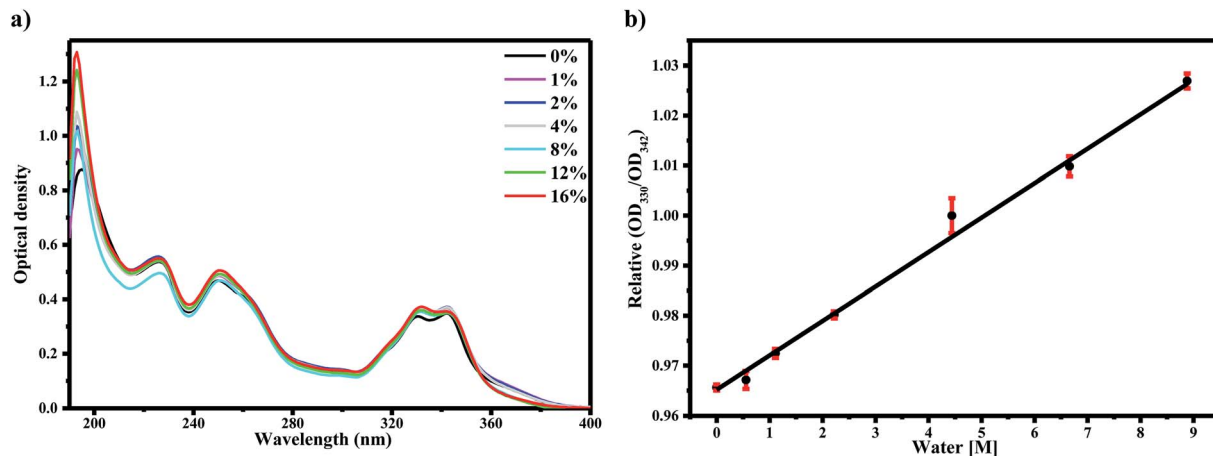 a)
0%
1%
2%
4%
8%
12%
16%
Optical density
1.2
1.0
0.8
0.6
0.4
0.2
0.0
200 240 280 320 360 400
Wavelength (nm)
b)
Relative (OD330/OD342)
1.03
1.02
1.01
1.00
0.99
0.98
0.97
0.96
0 1 2 3 4 5 6 7 8 9
Water [M]